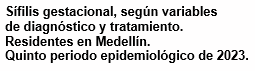 Sífilis gestacional, según variables
de diagnóstico y tratamiento.
Residentes en Medellín.
Quinto periodo epidemiológico de 2023.